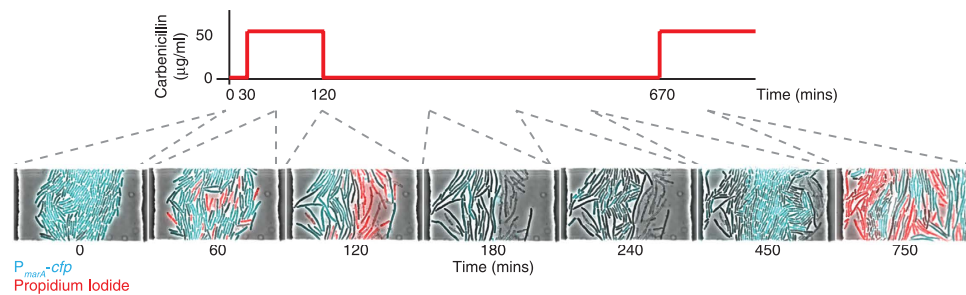 Carbenicillin
(µg/ml)
50
0
0 30 120 670 Time (mins)
0 60 120 180 240 450 750
Time (mins)
PmarA-cfp
Propidium Iodide